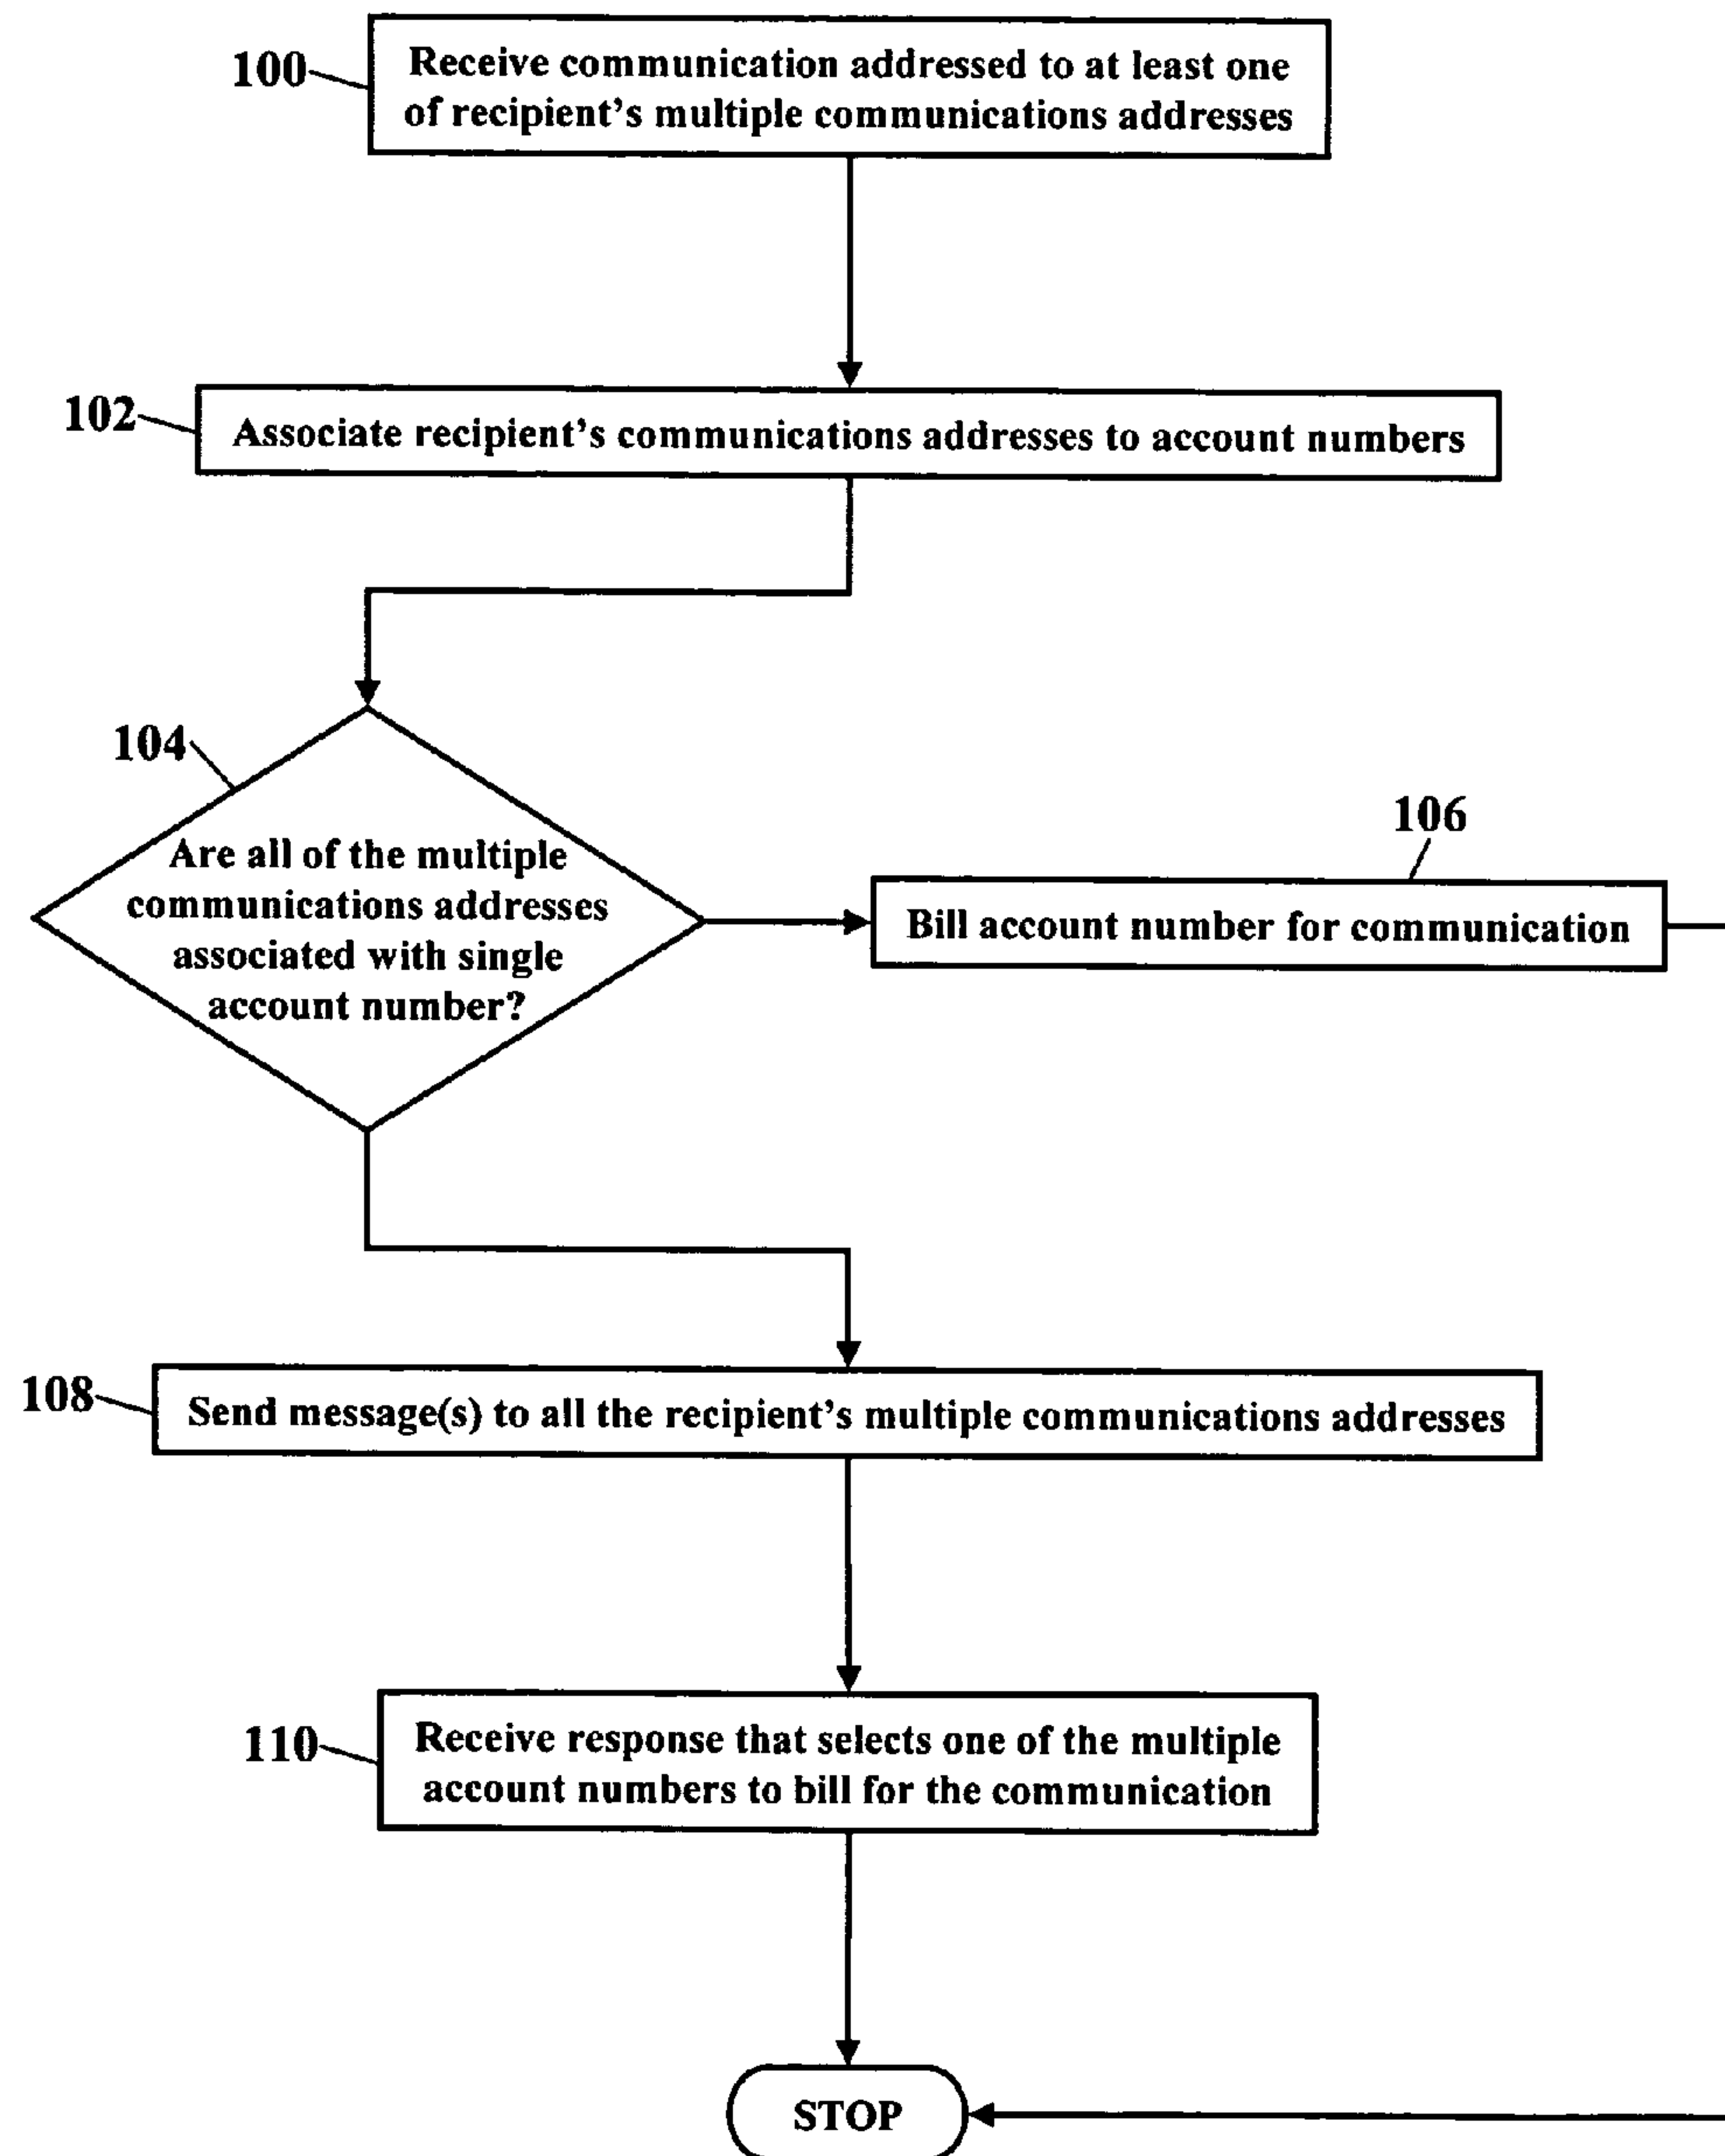 100
Receive communication addressed to at least one
of recipient's multiple communications addresses
102
Associate recipient's communications addresses to account numbers
104
Are all of the multiple
communications addresses
associated with single
account number?
106
Bill account number for communication
108
Send message(s) to all the recipient's multiple communications addresses
110
Receive response that selects one of the multiple
account numbers to bill for the communication
STOP